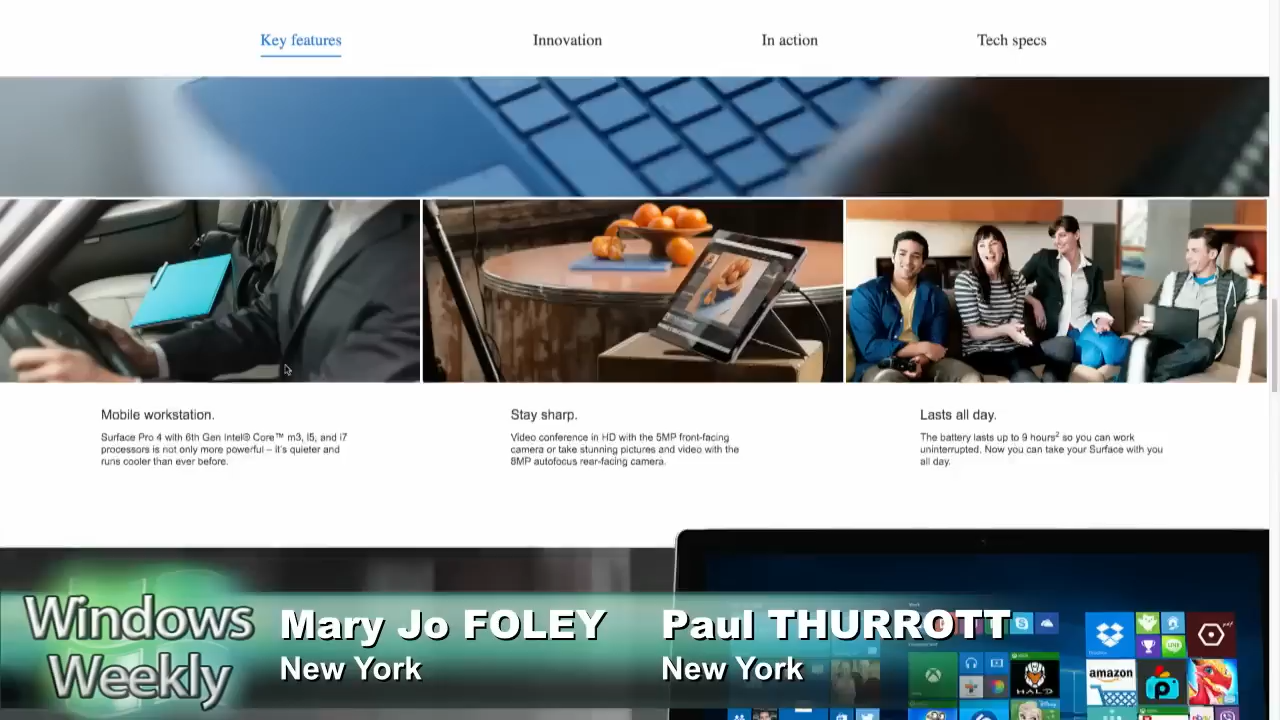 Key features
Innovation
In action
Tech specs
Mobile workstation.
Surface Pro 4 with 6th Gen Intel® Core™ m3, i5, and i7
processors is not only more powerful – it's quieter and
runs cooler than ever before.
Stay sharp.
Video conference in HD with the 5MP front-facing
camera or take stunning pictures and video with the
8MP autofocus rear-facing camera.
Lasts all day.
The battery lasts up to 9 hours² so you can work
uninterrupted. Now you can take your Surface with you
all day.
Windows
Weekly
Mary Jo FOLEY
New York
Paul THURROTT
New York
HALO
amazon